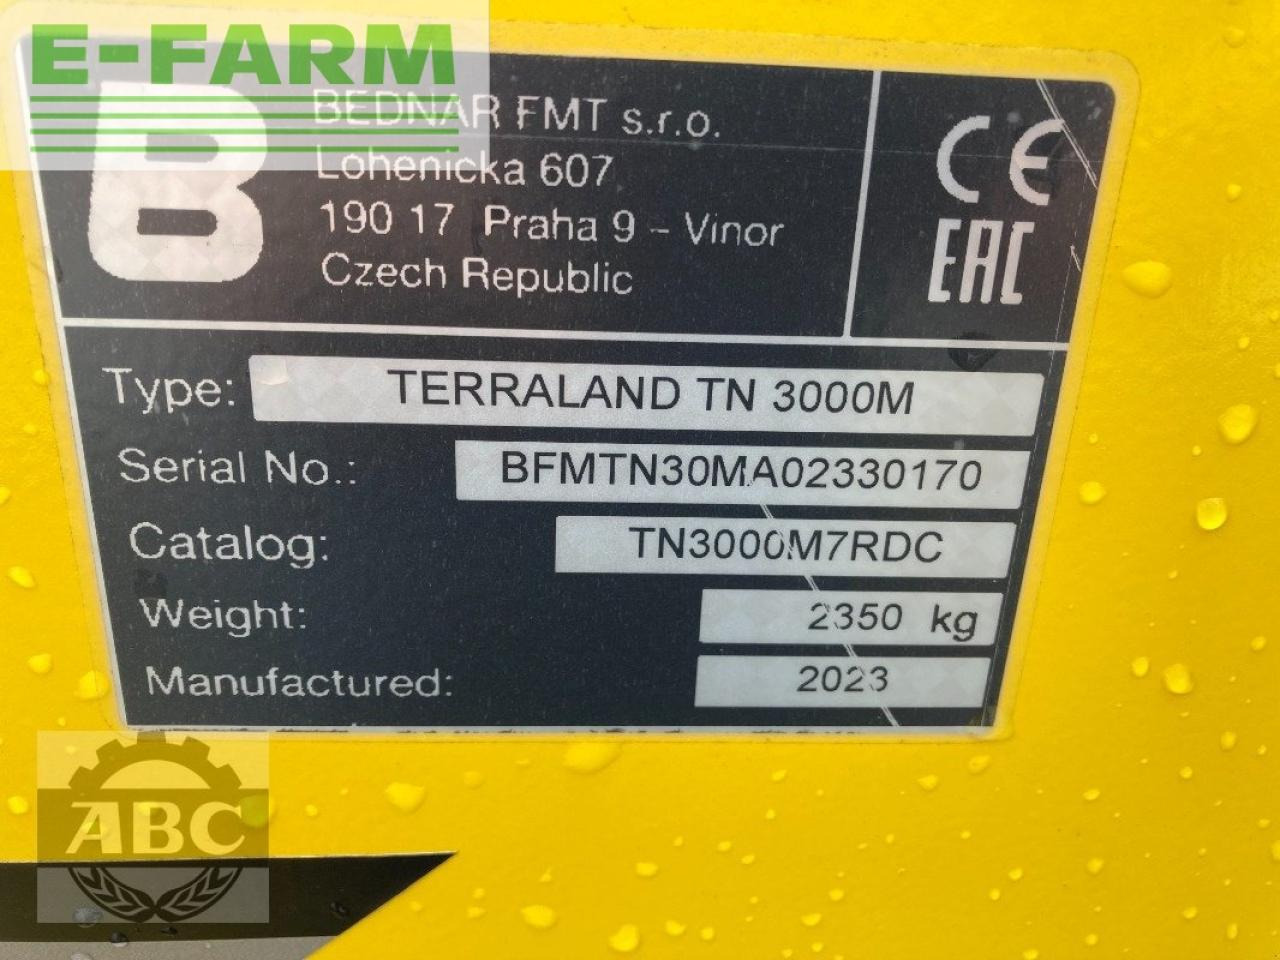 E-FARM
B
BEDNAR FMT s.r.o.
Lohenicka 607
190 17 Praha 9 - Vinor
Czech Republic
CE
EAC
Type: TERRALAND TN 3000M
Serial No.: BFMTN30MA02330170
Catalog: TN3000M7RDC
Weight: 2350 kg
Manufactured: 2023
ABC